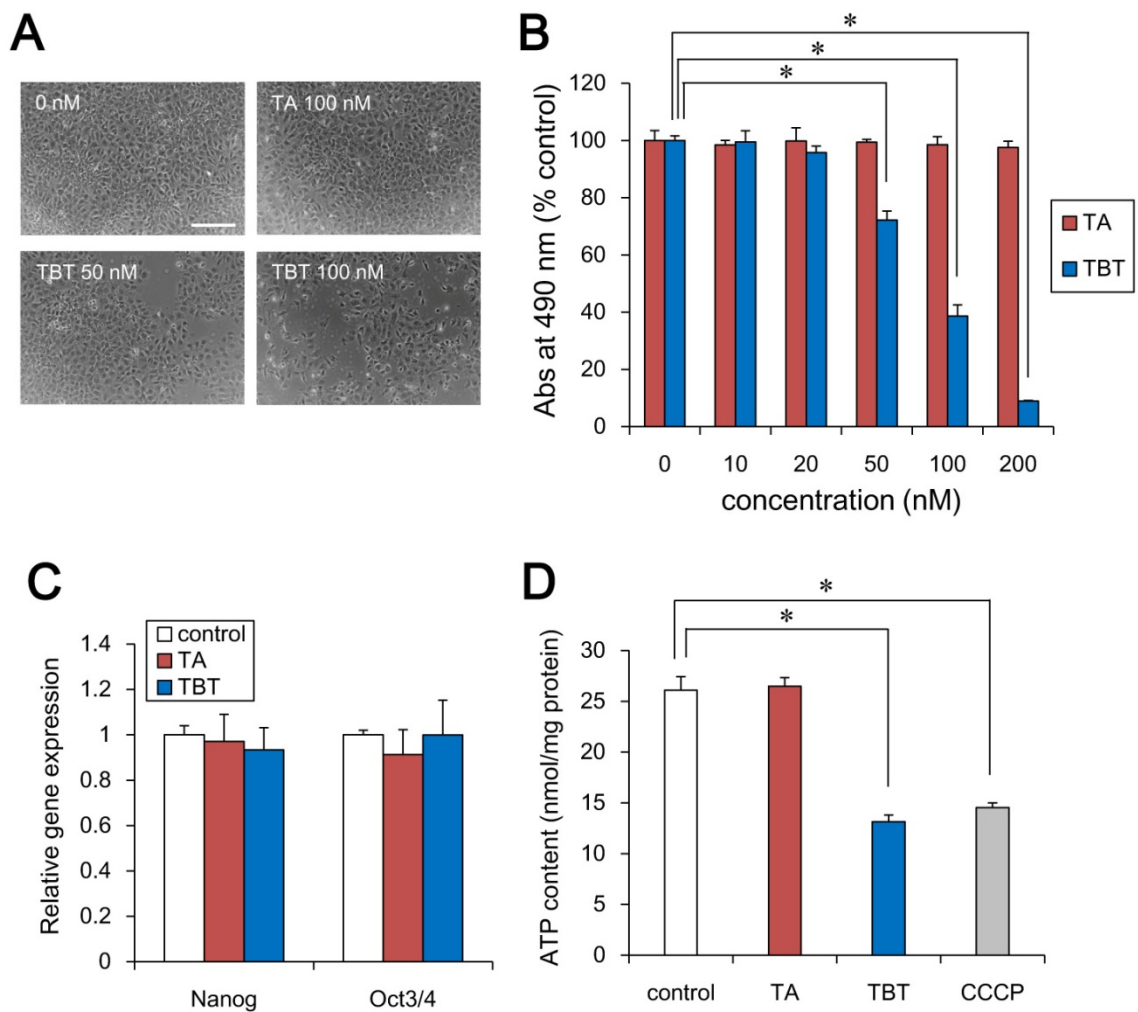 A
0 nM
TA 100 nM
TBT 50 nM
TBT 100 nM
B
*
*
*
120
100
80
60
40
20
0
Abs at 490 nm (% control)
0 10 20 50 100 200
concentration (nM)
TA
TBT
C
control
TA
TBT
1.4
1.2
1
0.8
0.6
0.4
0.2
0
Relative gene expression
Nanog Oct3/4
D
*
*
30
25
20
15
10
5
0
ATP content (nmol/mg protein)
control TA TBT CCCP